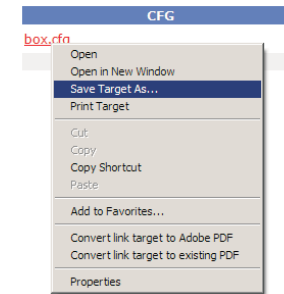 CFG
box.cfg
Open
Open in New Window
Save Target As...
Print Target
Cut
Copy
Copy Shortcut
Paste
Add to Favorites...
Convert link target to Adobe PDF
Convert link target to existing PDF
Properties